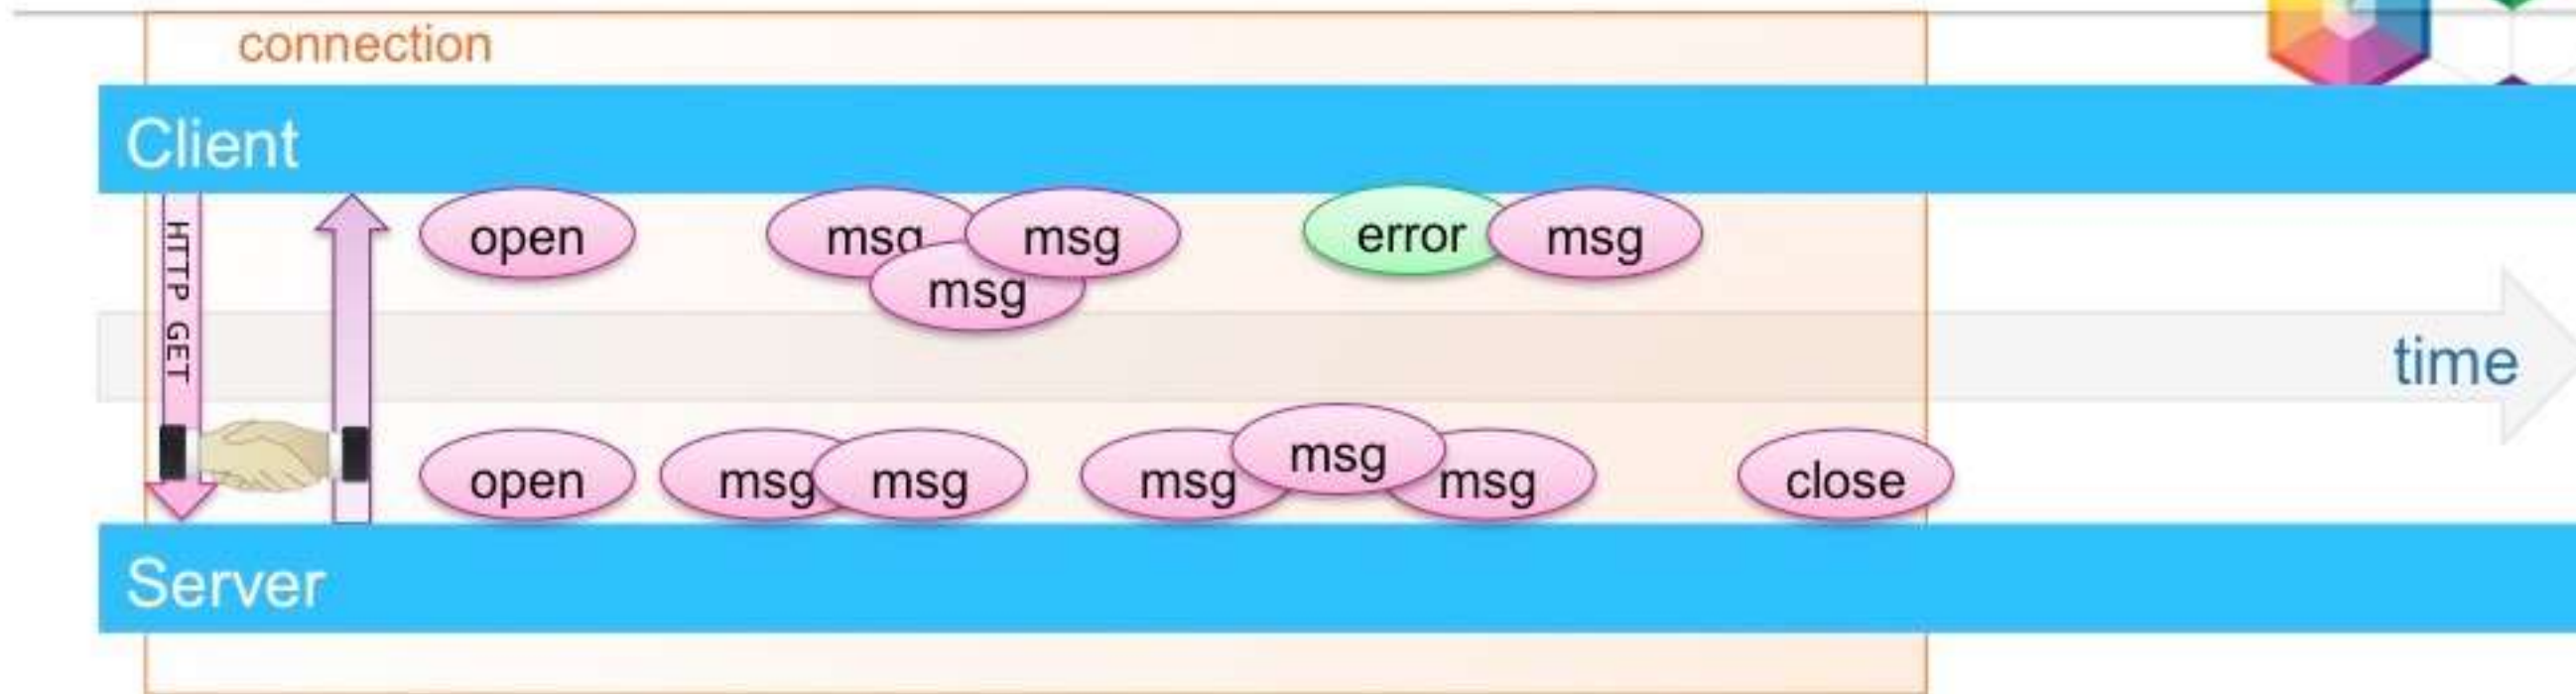 connection
Client
HTTP GET
open
msg
msg
msg
error
msg
time
open
msg
msg
msg
msg
msg
close
Server